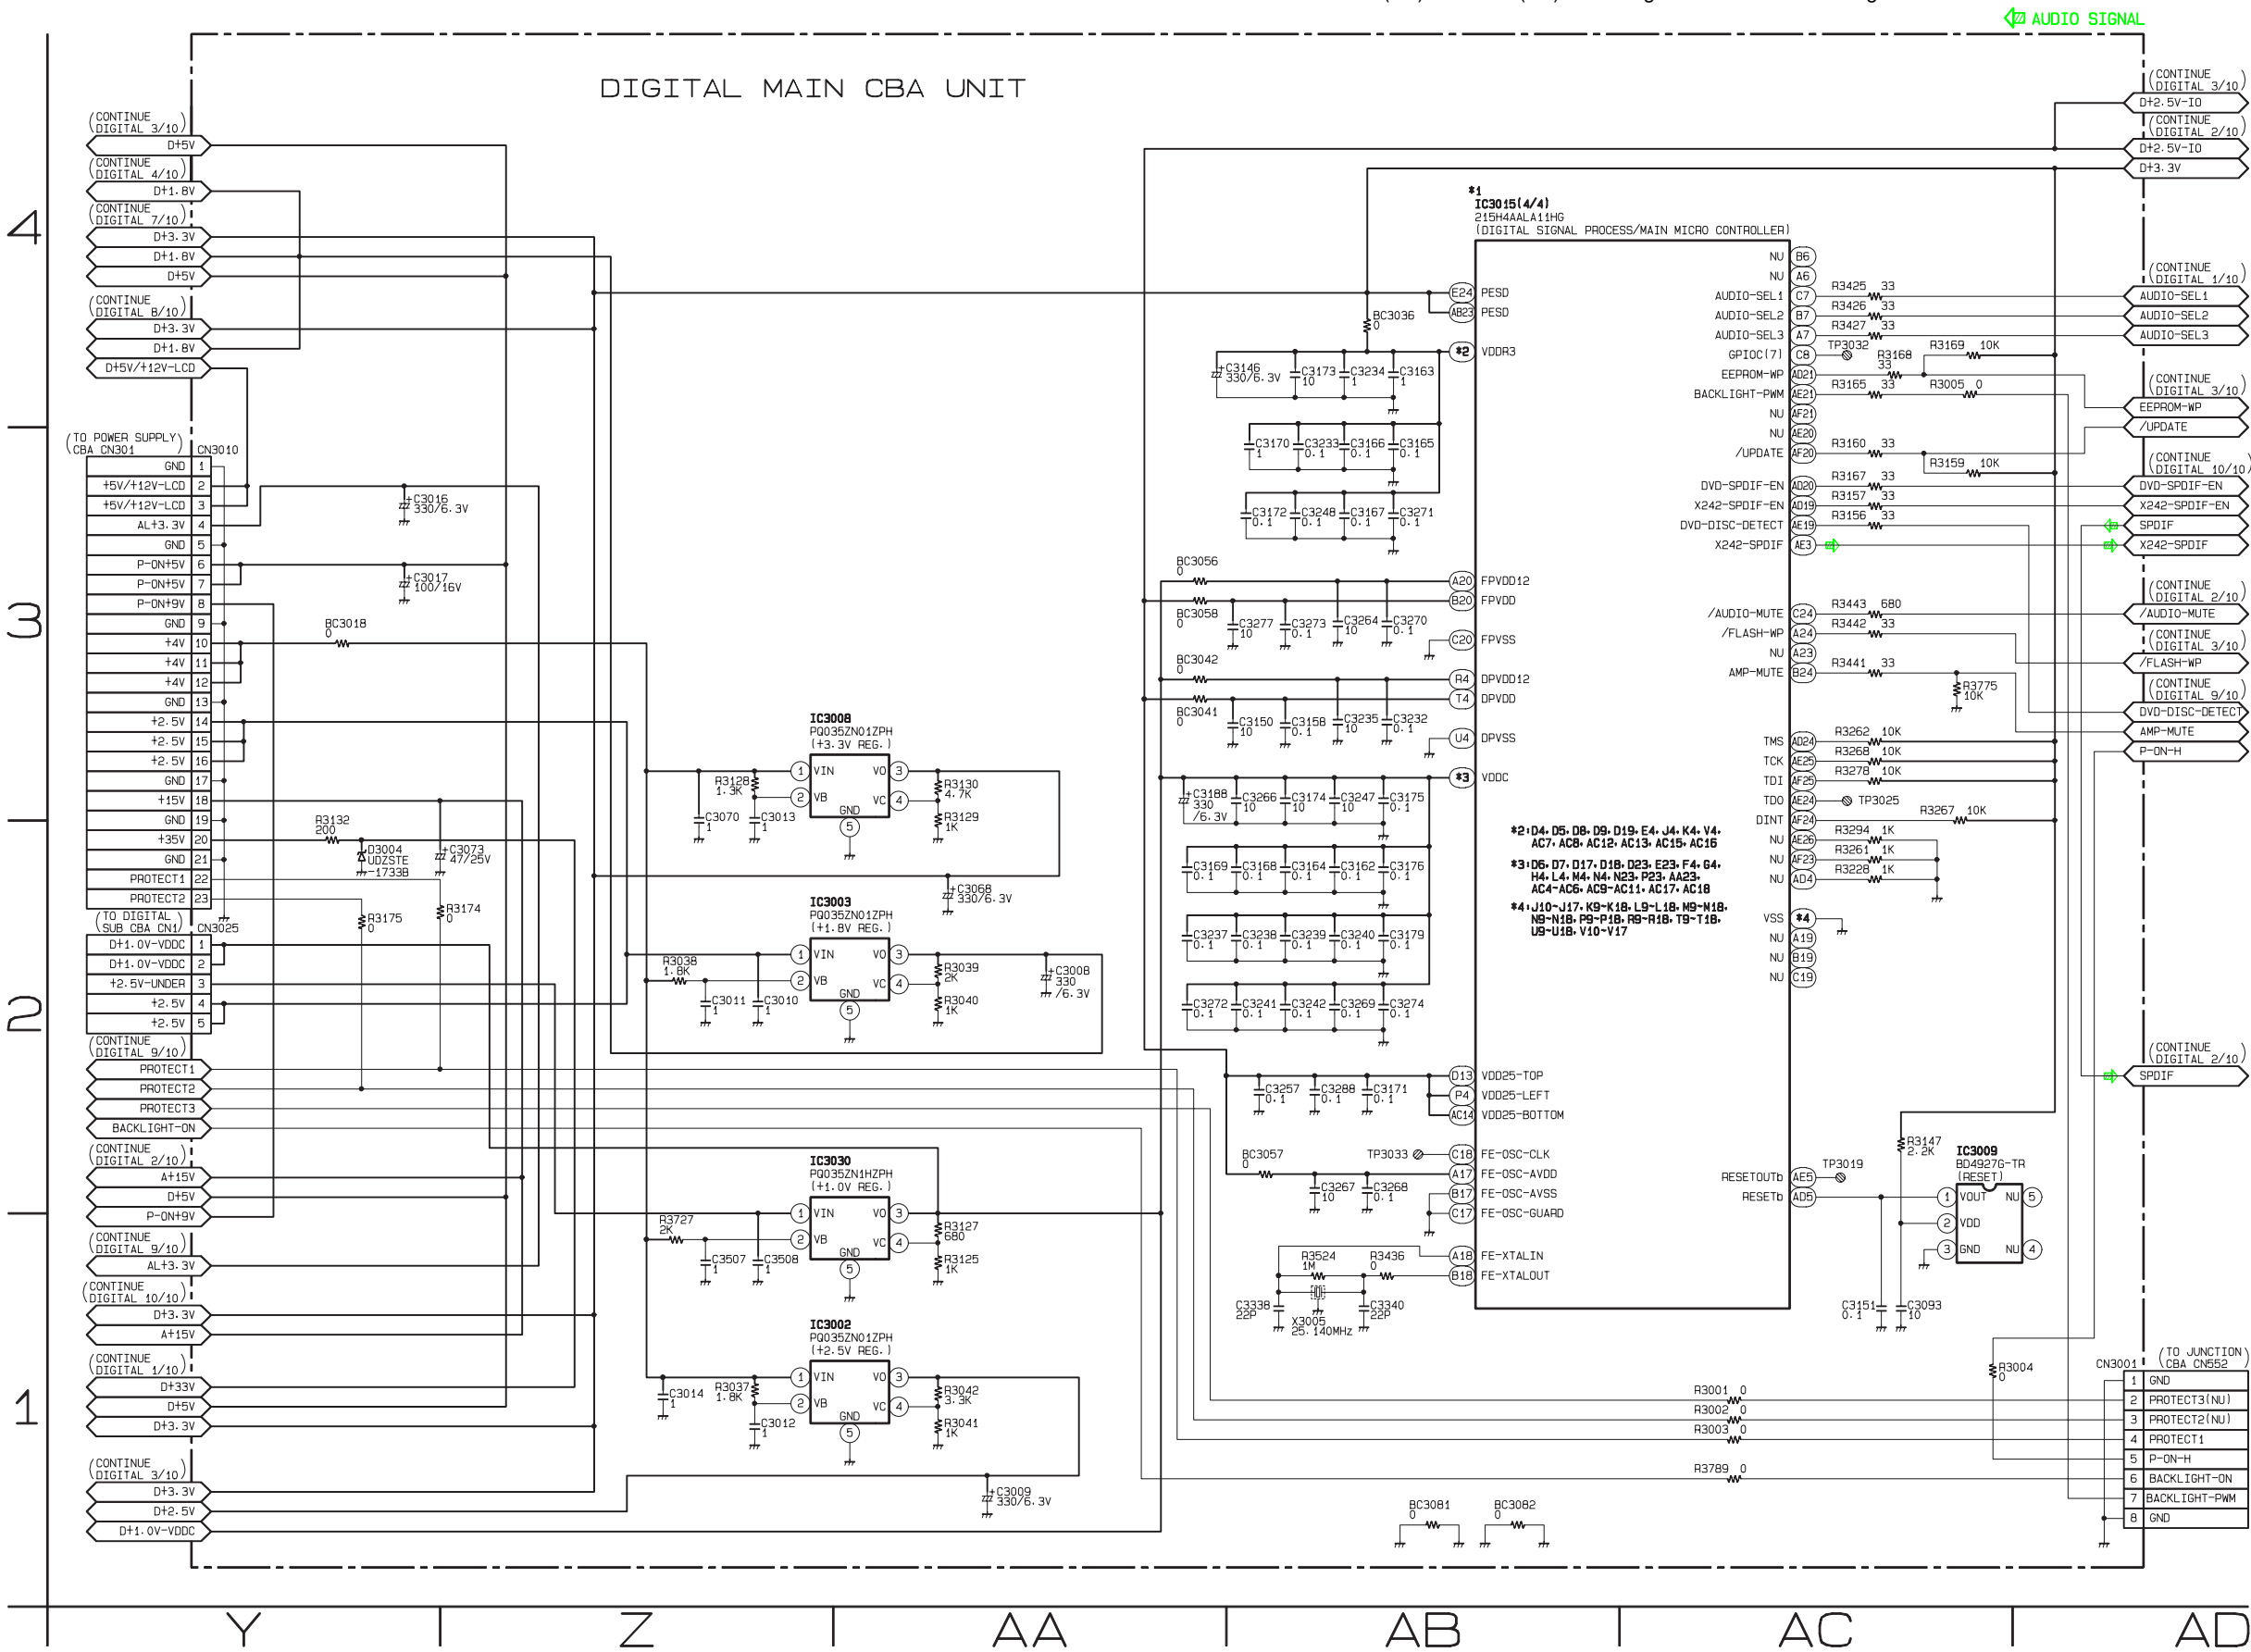 AUDIO SIGNAL
DIGITAL MAIN CBA UNIT
4
3
2
1
(CONTINUE
DIGITAL 3/10)
D+5V
(CONTINUE
DIGITAL 4/10)
D+1.8V
(CONTINUE
DIGITAL 7/10)
D+3.3V
D+1.8V
D+5V
(CONTINUE
DIGITAL 8/10)
D+3.3V
D+1.8V
D+5V/+12V-LCD
(TO POWER SUPPLY)
CBA CN301
CN3010
GND 1
+5V/+12V-LCD 2
+5V/+12V-LCD 3
AL+3.3V 4
GND 5
P-ON+5V 6
P-ON+5V 7
P-ON+9V 8
GND 9
+4V 10
+4V 11
+4V 12
GND 13
+2.5V 14
+2.5V 15
+2.5V 16
GND 17
+15V 18
GND 19
+35V 20
GND 21
PROTECT1 22
PROTECT2 23
(TO DIGITAL
SUB CBA CN1)
CN3025
D+1.0V-VDDC 1
D+1.0V-VDDC 2
+2.5V-UNDER 3
+2.5V 4
+2.5V 5
(CONTINUE
DIGITAL 9/10)
PROTECT1
PROTECT2
PROTECT3
BACKLIGHT-ON
(CONTINUE
DIGITAL 2/10)
A+15V
D+5V
P-ON+9V
(CONTINUE
DIGITAL 9/10)
AL+3.3V
(CONTINUE
DIGITAL 10/10)
D+3.3V
A+15V
(CONTINUE
DIGITAL 1/10)
D+33V
D+5V
D+3.3V
(CONTINUE
DIGITAL 3/10)
D+3.3V
D+2.5V
D+1.0V-VDDC
+C3016
330/6.3V
+C3017
100/16V
BC3018
0
R3132
200
D3004
UDZSTE
-1733B
+C3073
47/25V
R3175
0
R3174
0
IC3008
PQ035ZN01ZPH
(+3.3V REG.)
1 VIN
2 VB
VO 3
VC 4
GND
5
R3128
1.3K
C3070
1
C3013
1
R3130
4.7K
R3129
1K
+C3068
330/6.3V
IC3003
PQ035ZN01ZPH
(+1.8V REG.)
1 VIN
2 VB
VO 3
VC 4
GND
5
R3038
1.8K
C3011
1
C3010
1
R3039
2K
R3040
1K
+C3008
330
/6.3V
IC3030
PQ035ZN1HZPH
(+1.0V REG.)
1 VIN
2 VB
VO 3
VC 4
GND
5
R3727
2K
C3507
1
C3508
1
R3127
680
R3125
1K
IC3002
PQ035ZN01ZPH
(+2.5V REG.)
1 VIN
2 VB
VO 3
VC 4
GND
5
C3014
1
R3037
1.8K
C3012
1
R3042
3.3K
R3041
1K
+C3009
330/6.3V
*1
IC3015(4/4)
215H4AALA11HG
(DIGITAL SIGNAL PROCESS/MAIN MICRO CONTROLLER)
E24 PESD
AB23 PESD
BC3036
0
*2 VDDR3
+C3146
330/6.3V
C3173
10
C3234
1
C3163
1
C3170
1
C3233
0.1
C3166
0.1
C3165
0.1
C3172
0.1
C3248
0.1
C3167
0.1
C3271
0.1
BC3056
0
A20 FPVDD12
B20 FPVDD
BC3058
0
C3277
10
C3273
0.1
C3264
10
C3270
0.1
C20 FPVSS
BC3042
0
R4 DPVDD12
T4 DPVDD
BC3041
0
C3150
10
C3158
0.1
C3235
10
C3232
0.1
U4 DPVSS
*3 VDDC
+C3188
330
/6.3V
C3266
10
C3174
10
C3247
10
C3175
0.1
C3169
0.1
C3168
0.1
C3164
0.1
C3162
0.1
C3176
0.1
C3237
0.1
C3238
0.1
C3239
0.1
C3240
0.1
C3179
0.1
C3272
0.1
C3241
0.1
C3242
0.1
C3269
0.1
C3274
0.1
*2:D4, D5, D8, D9, D19, E4, J4, K4, V4,
AC7, AC8, AC12, AC13, AC15, AC16
*3:D6, D7, D17, D18, D23, E23, F4, G4,
H4, L4, M4, N4, N23, P23, AA23,
AC4~AC6, AC9~AC11, AC17, AC18
*4:J10~J17, K9~K18, L9~L18, M9~M18,
N9~N18, P9~P18, R9~R18, T9~T18,
U9~U18, V10~V17
D13 VDD25-TOP
P4 VDD25-LEFT
AC14 VDD25-BOTTOM
C3257
0.1
C3288
0.1
C3171
0.1
TP3033
C18 FE-OSC-CLK
BC3057
0
A17 FE-OSC-AVDD
B17 FE-OSC-AVSS
C17 FE-OSC-GUARD
C3267
10
C3268
0.1
A18 FE-XTALIN
B18 FE-XTALOUT
R3524
1M
R3436
0
C3338
22P
X3005
25.140MHz
C3340
22P
BC3081
0
BC3082
0
NU B6
NU A6
AUDIO-SEL1 C7 R3425 33
AUDIO-SEL2 B7 R3426 33
AUDIO-SEL3 A7 R3427 33
GPIOC(7) C8 TP3032
EEPROM-WP AD21 R3168
33
R3169 10K
BACKLIGHT-PWM AE21 R3165 33 R3005 0
NU AF21
NU AE20
/UPDATE AF20 R3160 33
R3159 10K
DVD-SPDIF-EN AD20 R3167 33
X242-SPDIF-EN AD19 R3157 33
DVD-DISC-DETECT AE19 R3156 33
X242-SPDIF AE3
/AUDIO-MUTE C24 R3443 680
/FLASH-WP A24 R3442 33
NU A23
AMP-MUTE B24 R3441 33
R3775
10K
TMS AD24 R3262 10K
TCK AE25 R3268 10K
TDI AF25 R3278 10K
TDO AE24 TP3025
DINT AF24 R3267 10K
NU AE26 R3294 1K
NU AF23 R3261 1K
NU AD4 R3228 1K
VSS *4
NU A19
NU B19
NU C19
RESETOUTb AE5 TP3019
RESETb AD5
R3147
2.2K
IC3009
BD4927G-TR
(RESET)
1 VOUT NU 5
2 VDD
3 GND NU 4
C3151
0.1
C3093
10
R3004
0
R3001 0
R3002 0
R3003 0
R3789 0
(CONTINUE
DIGITAL 3/10)
D+2.5V-IO
(CONTINUE
DIGITAL 2/10)
D+2.5V-IO
D+3.3V
(CONTINUE
DIGITAL 1/10)
AUDIO-SEL1
AUDIO-SEL2
AUDIO-SEL3
(CONTINUE
DIGITAL 3/10)
EEPROM-WP
/UPDATE
(CONTINUE
DIGITAL 10/10)
DVD-SPDIF-EN
X242-SPDIF-EN
SPDIF
X242-SPDIF
(CONTINUE
DIGITAL 2/10)
/AUDIO-MUTE
(CONTINUE
DIGITAL 3/10)
/FLASH-WP
(CONTINUE
DIGITAL 9/10)
DVD-DISC-DETECT
AMP-MUTE
P-ON-H
(CONTINUE
DIGITAL 2/10)
SPDIF
(TO JUNCTION)
CBA CN552
CN3001
1 GND
2 PROTECT3(NU)
3 PROTECT2(NU)
4 PROTECT1
5 P-ON-H
6 BACKLIGHT-ON
7 BACKLIGHT-PWM
8 GND
Y Z AA AB AC AD